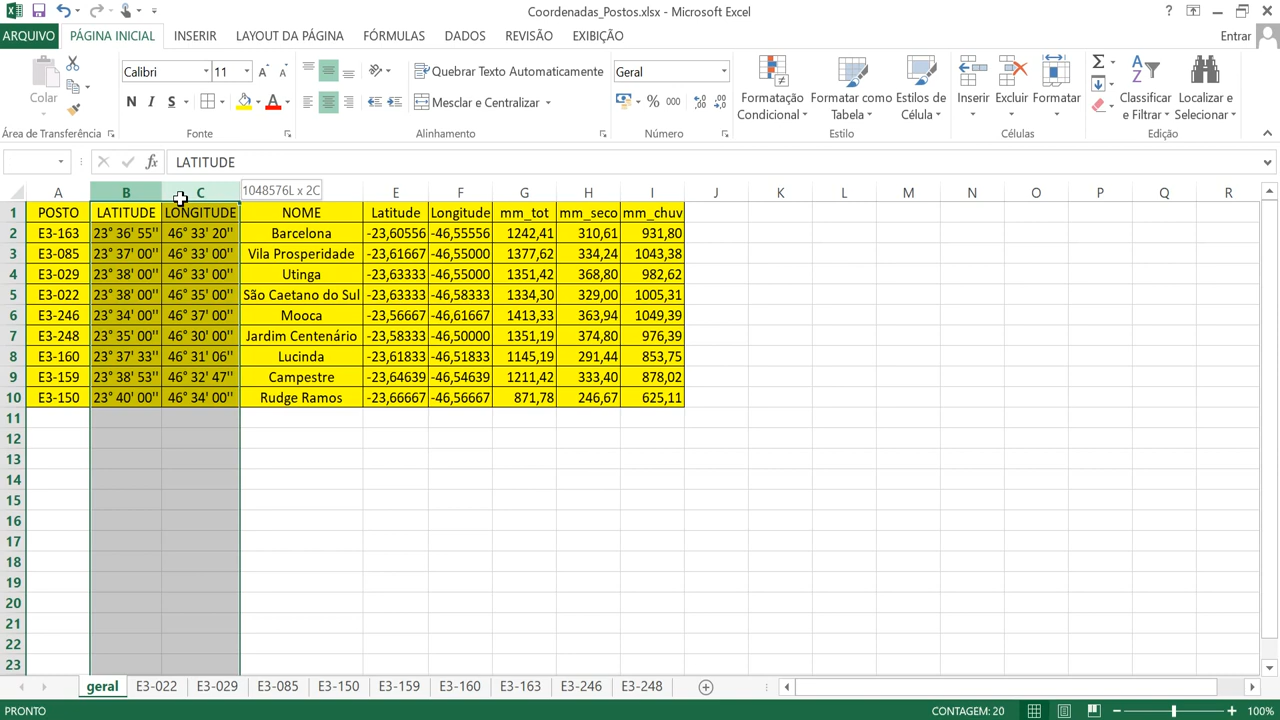 Coordenadas_Postos.xlsx - Microsoft Excel
?
ARQUIVO PÁGINA INICIAL INSERIR LAYOUT DA PÁGINA FÓRMULAS DADOS REVISÃO EXIBIÇÃO Entrar
Colar
Calibri 11
N I S
Quebrar Texto Automaticamente
Mesclar e Centralizar
Geral
% 000
Formatação Condicional
Formatar como Tabela
Estilos de Célula
Inserir Excluir Formatar
Classificar e Filtrar
Localizar e Selecionar
Área de Transferência Fonte Alinhamento Número Estilo Células Edição
fx LATITUDE
1048576L x 2C
A B C E F G H I J K L M N O P Q R
1 POSTO LATITUDE LONGITUDE NOME Latitude Longitude mm_tot mm_seco mm_chuv
2 E3-163 23° 36' 55'' 46° 33' 20'' Barcelona -23,60556 -46,55556 1242,41 310,61 931,80
3 E3-085 23° 37' 00'' 46° 33' 00'' Vila Prosperidade -23,61667 -46,55000 1377,62 334,24 1043,38
4 E3-029 23° 38' 00'' 46° 33' 00'' Utinga -23,63333 -46,55000 1351,42 368,80 982,62
5 E3-022 23° 38' 00'' 46° 35' 00'' São Caetano do Sul -23,63333 -46,58333 1334,30 329,00 1005,31
6 E3-246 23° 34' 00'' 46° 37' 00'' Mooca -23,56667 -46,61667 1413,33 363,94 1049,39
7 E3-248 23° 35' 00'' 46° 30' 00'' Jardim Centenário -23,58333 -46,50000 1351,19 374,80 976,39
8 E3-160 23° 37' 33'' 46° 31' 06'' Lucinda -23,61833 -46,51833 1145,19 291,44 853,75
9 E3-159 23° 38' 53'' 46° 32' 47'' Campestre -23,64639 -46,54639 1211,42 333,40 878,02
10 E3-150 23° 40' 00'' 46° 34' 00'' Rudge Ramos -23,66667 -46,56667 871,78 246,67 625,11
11
12
13
14
15
16
17
18
19
20
21
22
23
geral E3-022 E3-029 E3-085 E3-150 E3-159 E3-160 E3-163 E3-246 E3-248
PRONTO CONTAGEM: 20 100%